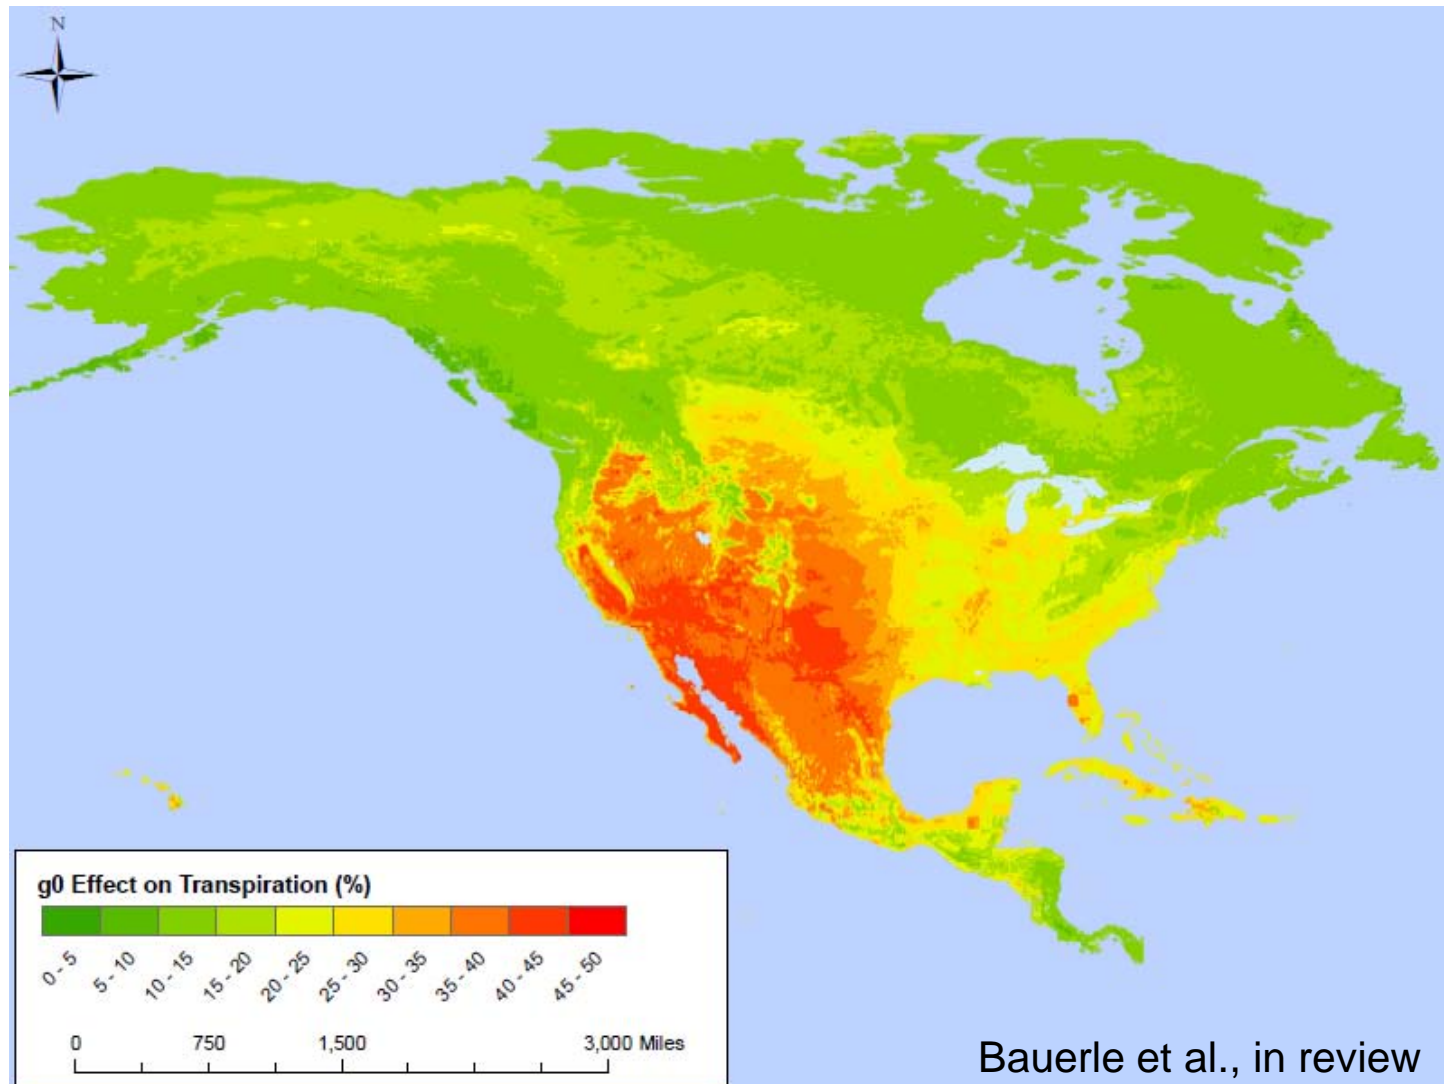 N
g0 Effect on Transpiration (%)
0 - 5 5 - 10 10 - 15 15 - 20 20 - 25 25 - 30 30 - 35 35 - 40 40 - 45 45 - 50
0 750 1,500 3,000 Miles
Bauerle et al., in review